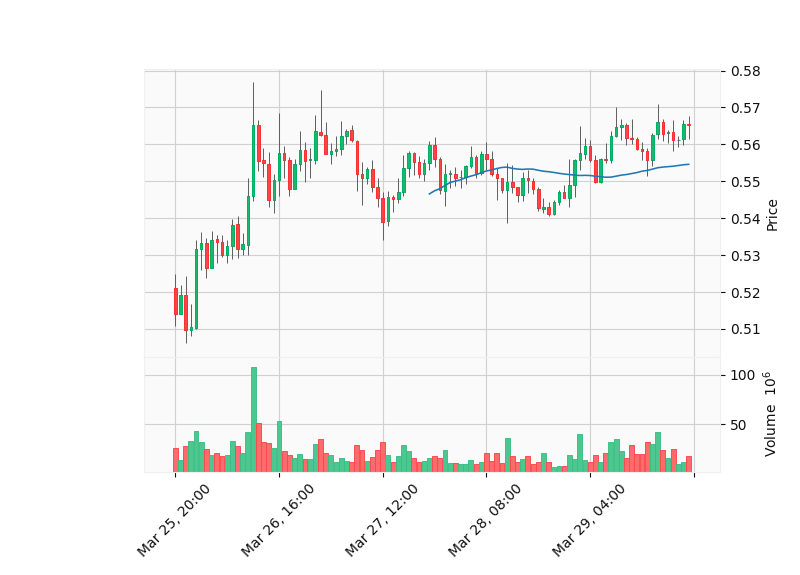 0.58
0.57
0.56
0.55
0.54
0.53
0.52
0.51
Price
100
50
Volume 10⁶
Mar 25, 20:00
Mar 26, 16:00
Mar 27, 12:00
Mar 28, 08:00
Mar 29, 04:00